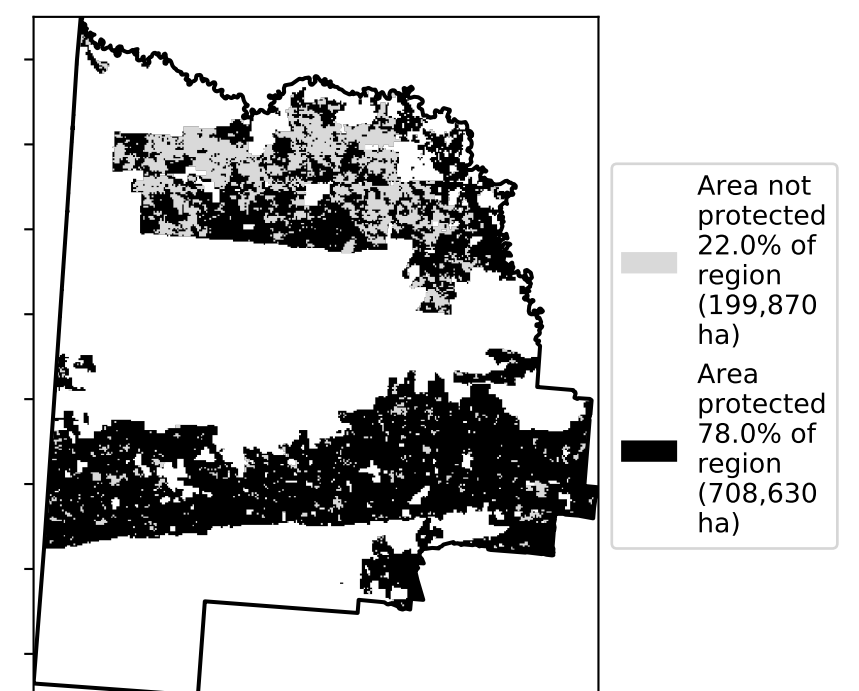 Area not
protected
22.0% of
region
(199,870
ha)
Area
protected
78.0% of
region
(708,630
ha)